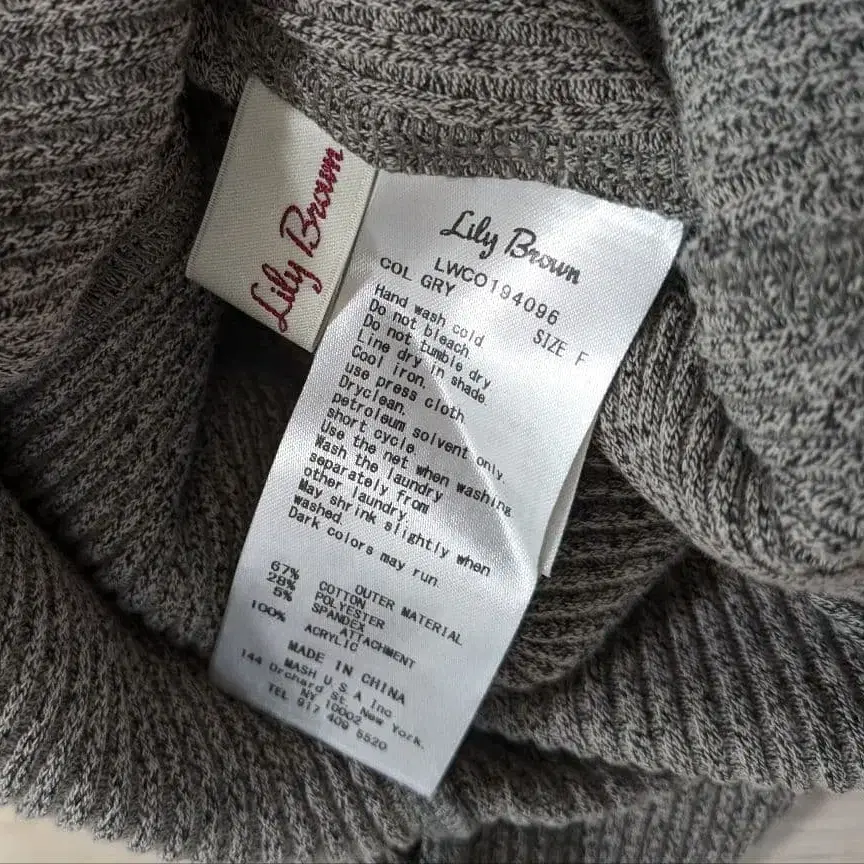 Lily Brown
Lily Brown
LWCO194096
COL GRY
SIZE F
Hand wash cold
Do not bleach
Do not tumble dry
Line dry in shade.
Cool iron.
use press cloth.
Dryclean.
petroleum solvent only.
short cycle.
Use the net when washing.
Wash the laundry
separately from
other laundry.
May shrink slightly when
washed.
Dark colors may run.
OUTER MATERIAL
67% COTTON
28% POLYESTER
5% SPANDEX
ATTACHMENT
100% ACRYLIC
MADE IN CHINA
MASH U.S.A Inc.
144 Orchard St. New York.
NY 10002
TEL 917 409 5520